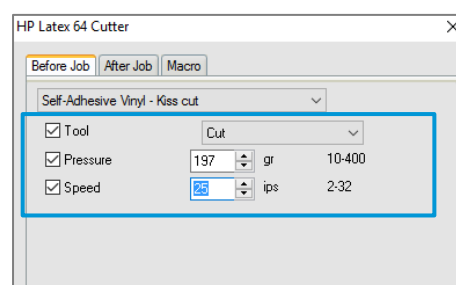 HP Latex 64 Cutter
Before Job After Job Macro
Self-Adhesive Vinyl - Kiss cut
Tool Cut
Pressure 197 gr 10-400
Speed 25 ips 2-32